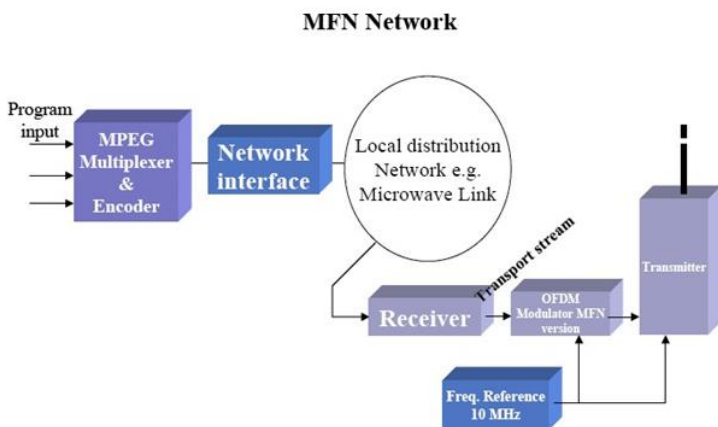 MFN Network
Program
input
MPEG
Multiplexer
&
Encoder
Network
interface
Local distribution
Network e.g.
Microwave Link
Transport stream
Receiver
OFDM
Modulator MFN
version
Transmitter
Freq. Reference
10 MHz